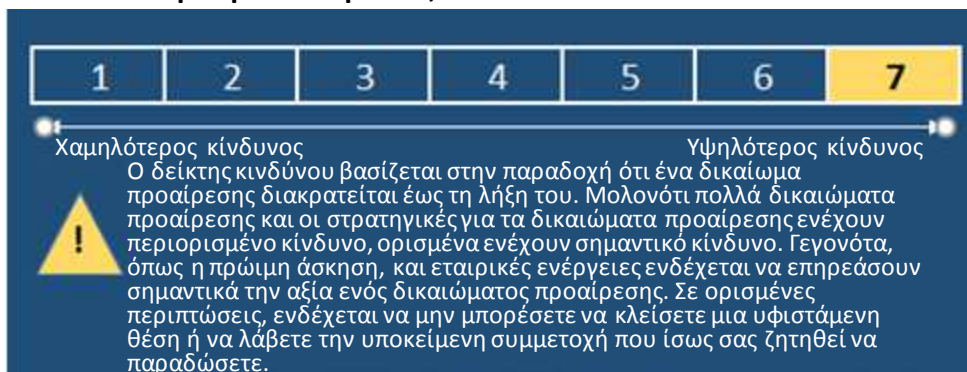 1 2 3 4 5 6 7
Χαμηλότερος κίνδυνος Υψηλότερος κίνδυνος
Ο δείκτης κινδύνου βασίζεται στην παραδοχή ότι ένα δικαίωμα
προαίρεσης διακρατείται έως τη λήξη του. Μολονότι πολλά δικαιώματα
προαίρεσης και οι στρατηγικές για τα δικαιώματα προαίρεσης ενέχουν
περιορισμένο κίνδυνο, ορισμένα ενέχουν σημαντικό κίνδυνο. Γεγονότα,
όπως η πρώιμη άσκηση, και εταιρικές ενέργειες ενδέχεται να επηρεάσουν
σημαντικά την αξία ενός δικαιώματος προαίρεσης. Σε ορισμένες
περιπτώσεις, ενδέχεται να μην μπορέσετε να κλείσετε μια υφιστάμενη
θέση ή να λάβετε την υποκείμενη συμμετοχή που ίσως σας ζητηθεί να
παραδώσετε.